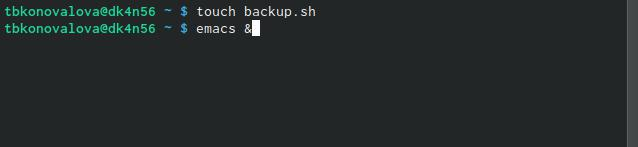 tbkonovalova@dk4n56 ~ $ touch backup.sh
tbkonovalova@dk4n56 ~ $ emacs &